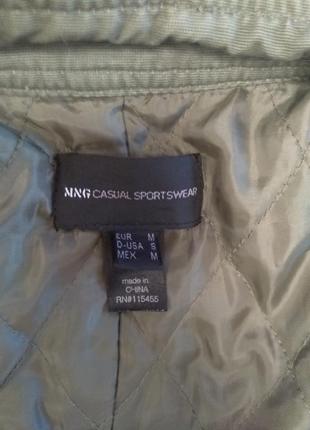 MNG CASUAL SPORTSWEAR
EUR M
D-USA S
MEX M
made in
CHINA
RN#115455